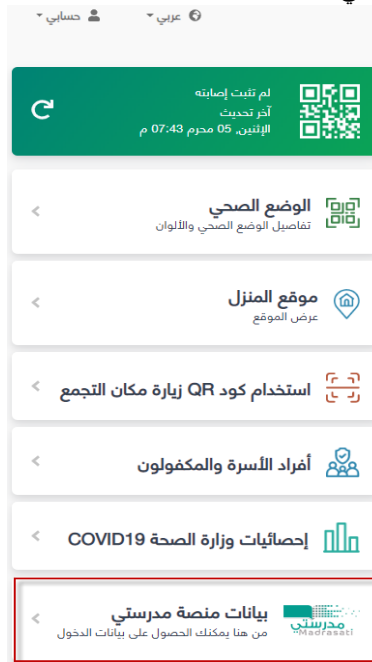 ي
عربي
حسابي
لم تثبت إصابته
آخر تحديث
الإثنين, 05 محرم 07:43 م
الوضع الصحي
تفاصيل الوضع الصحي والألوان
موقع المنزل
عرض الموقع
استخدام كود QR زيارة مكان التجمع
أفراد الأسرة والمكفولون
إحصائيات وزارة الصحة COVID19
بيانات منصة مدرستي
من هنا يمكنك الحصول على بيانات الدخول
مدرستي
Madrasati